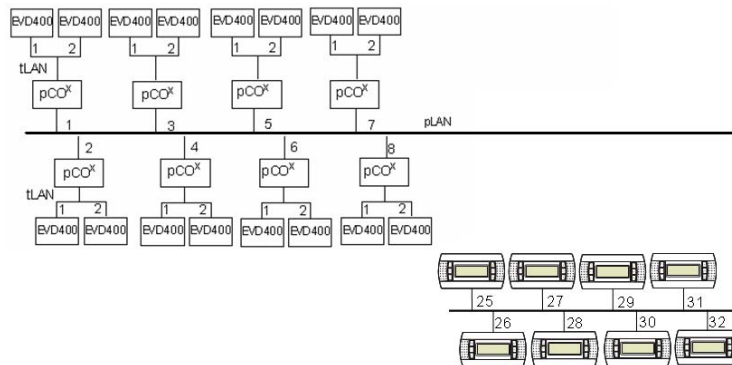 EVD400 EVD400 EVD400 EVD400 EVD400 EVD400 EVD400 EVD400
1 2 1 2 1 2 1 2
tLAN
pCOX pCOX pCOX pCOX
1 3 5 7 pLAN
2 4 6 8
pCOX pCOX pCOX pCOX
tLAN
1 2 1 2 1 2 1 2
EVD400 EVD400 EVD400 EVD400 EVD400 EVD400 EVD400 EVD400
25 27 29 31
26 28 30 32